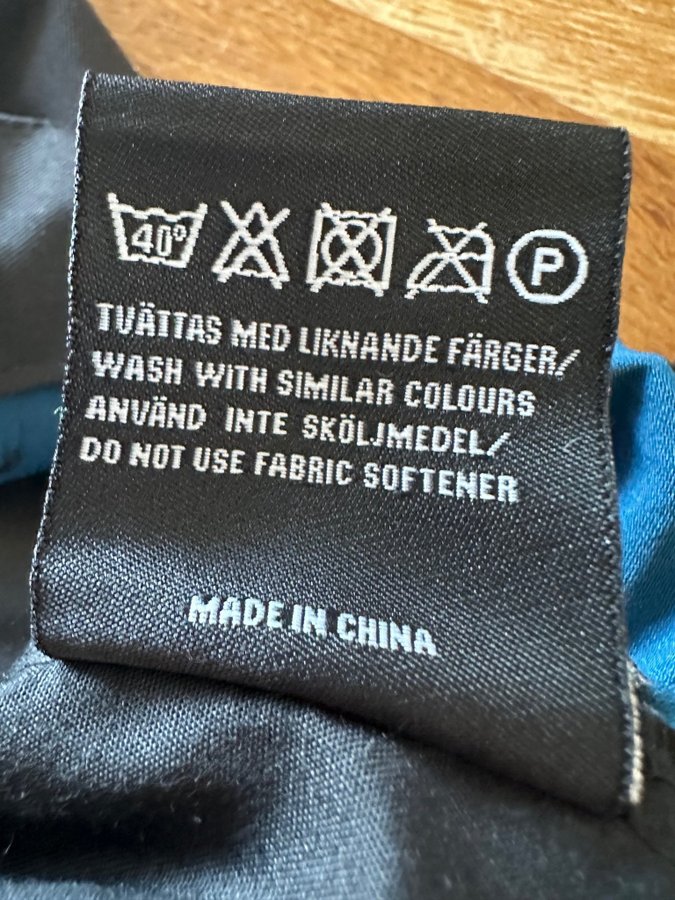 40°
P
TVÄTTAS MED LIKNANDE FÄRGER/
WASH WITH SIMILAR COLOURS
ANVÄND INTE SKÖLJMEDEL/
DO NOT USE FABRIC SOFTENER
MADE IN CHINA